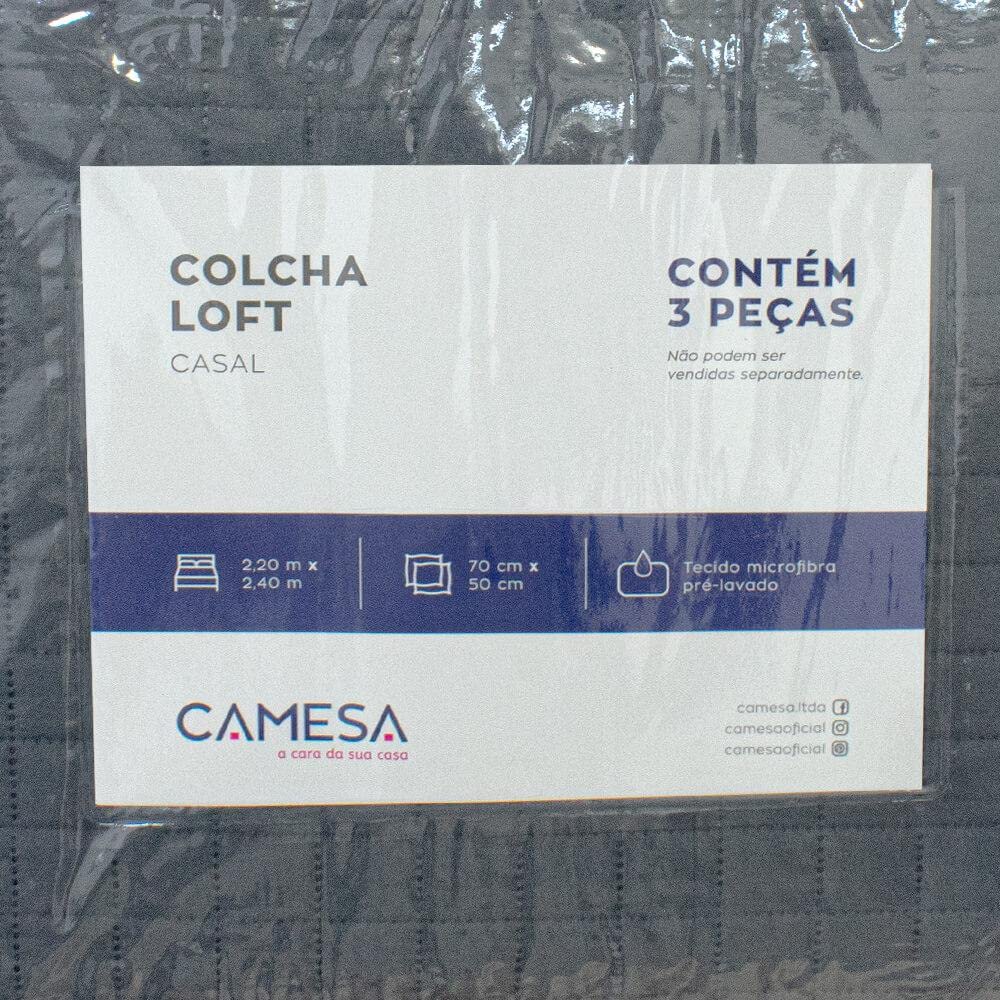 COLCHA
LOFT
CASAL
CONTÉM
3 PEÇAS
Não podem ser
vendidas separadamente.
2,20 m x
2,40 m
70 cm x
50 cm
Tecido microfibra
pré-lavado
CAMESA
a cara da sua casa
camesa.ltda
camesaoficial
camesaoficial